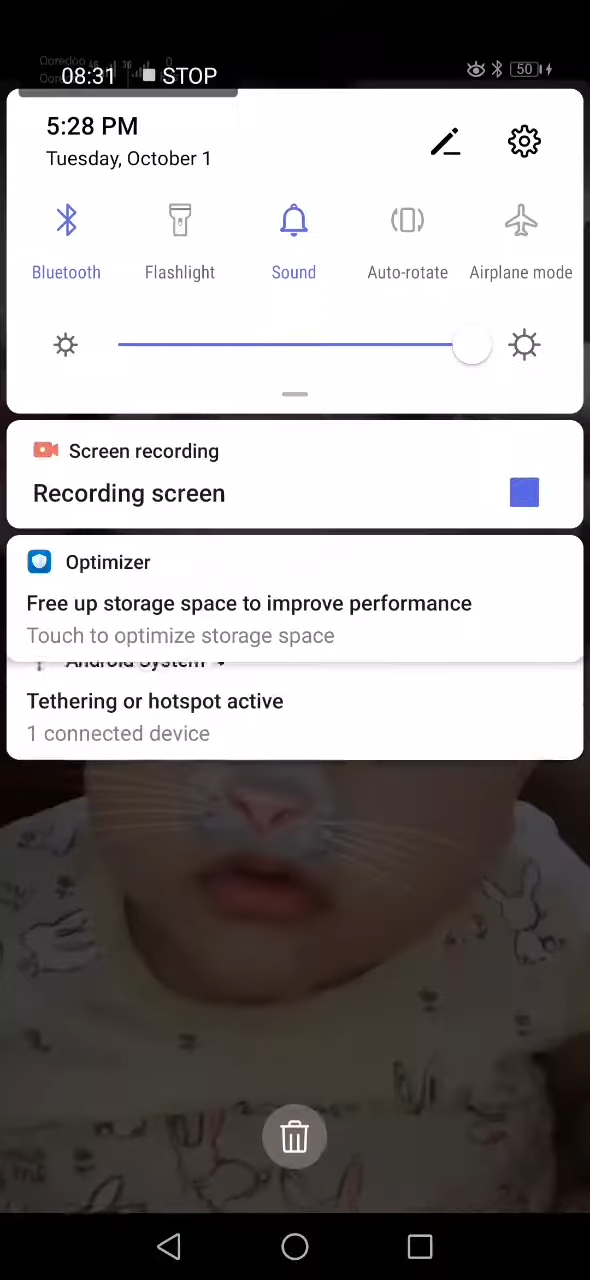 Ooredoo
08:31 STOP
50
5:28 PM
Tuesday, October 1
Bluetooth
Flashlight
Sound
Auto-rotate
Airplane mode
Screen recording
Recording screen
Optimizer
Free up storage space to improve performance
Touch to optimize storage space
Android System
Tethering or hotspot active
1 connected device